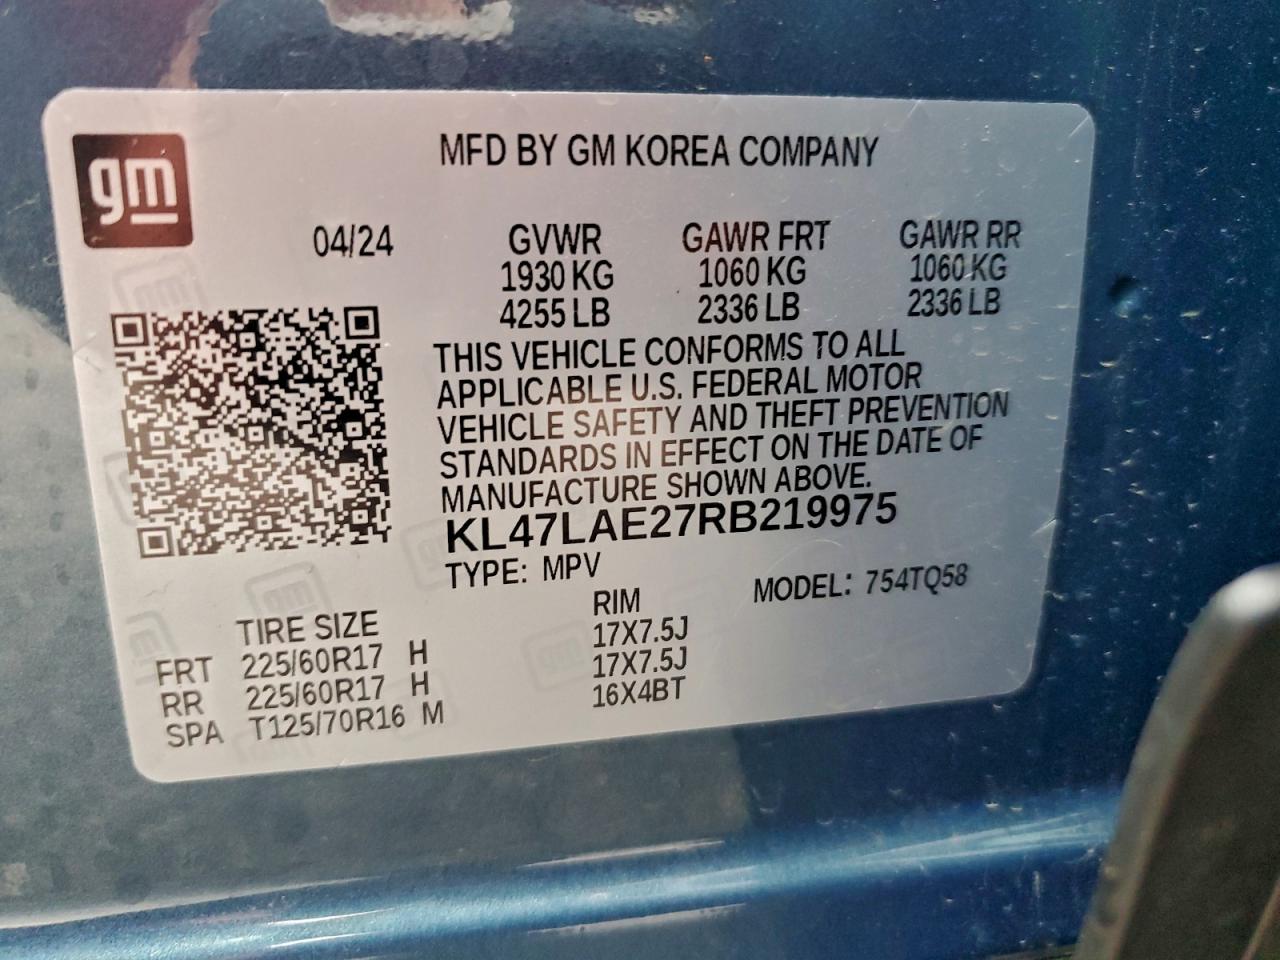 gm
MFD BY GM KOREA COMPANY
04/24 GVWR GAWR FRT GAWR RR
1930 KG 1060 KG 1060 KG
4255 LB 2336 LB 2336 LB
THIS VEHICLE CONFORMS TO ALL
APPLICABLE U.S. FEDERAL MOTOR
VEHICLE SAFETY AND THEFT PREVENTION
STANDARDS IN EFFECT ON THE DATE OF
MANUFACTURE SHOWN ABOVE.
KL47LAE27RB219975
TYPE: MPV MODEL: 754TQ58
TIRE SIZE RIM
FRT 225/60R17 H 17X7.5J
RR 225/60R17 H 17X7.5J
SPA T125/70R16 M 16X4BT